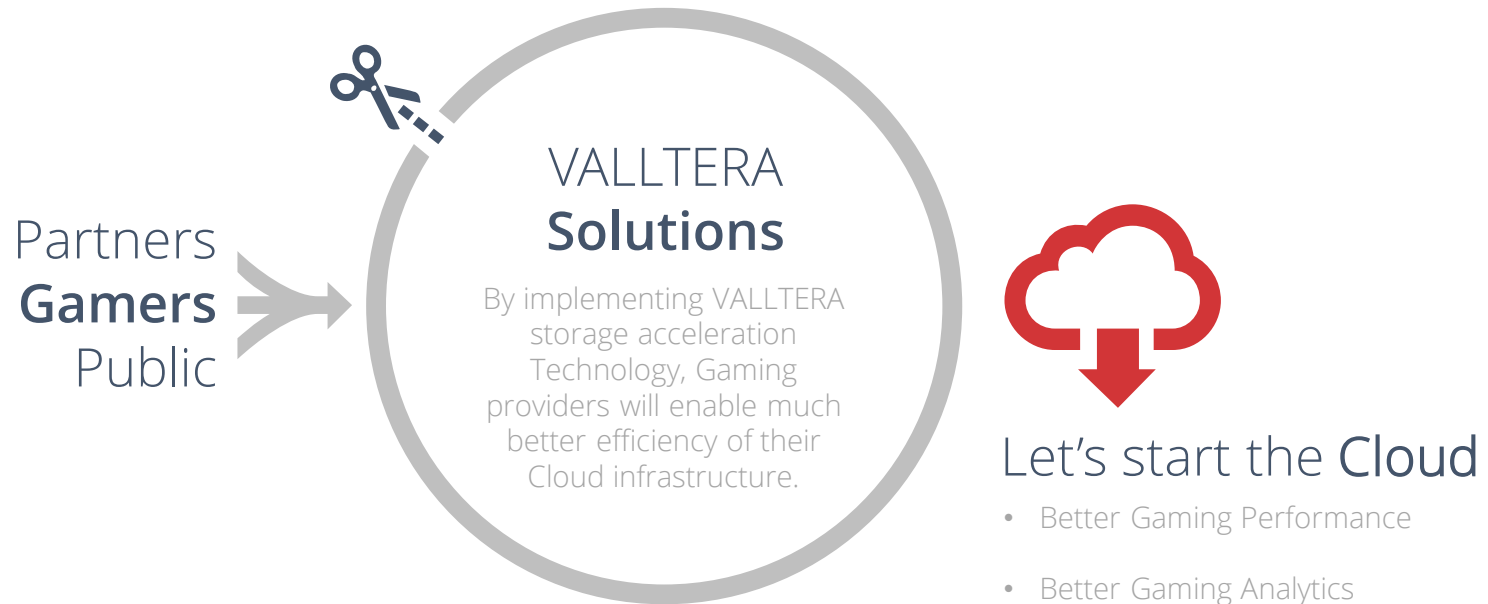 Partners
Gamers
Public
VALLTERA
Solutions
By implementing VALLTERA
storage acceleration
Technology, Gaming
providers will enable much
better efficiency of their
Cloud infrastructure.
Let’s start the Cloud
• Better Gaming Performance
• Better Gaming Analytics